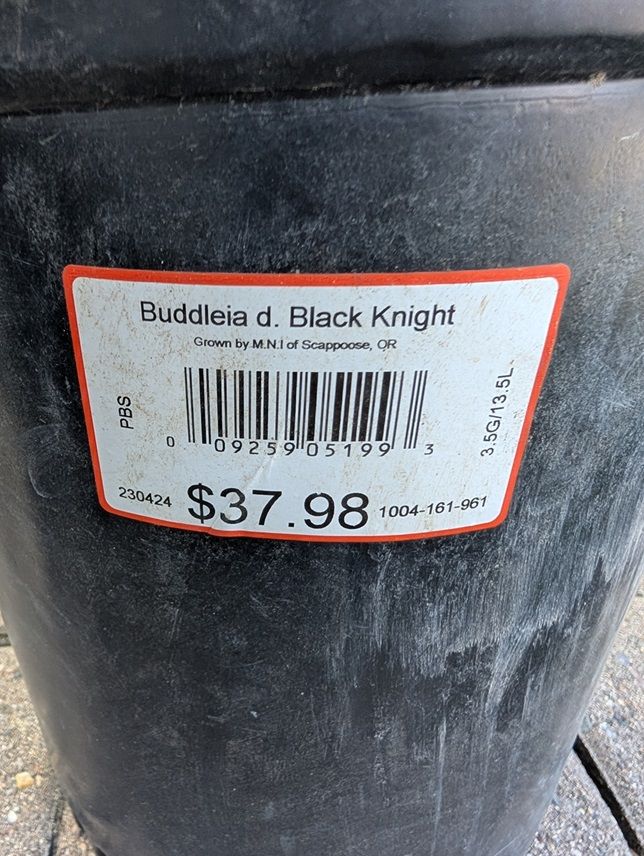 Buddleia d. Black Knight
Grown by M.N.I of Scappoose, OR
PBS
0 09259 05199 3
3.5G/13.5L
230424 $37.98 1004-161-961